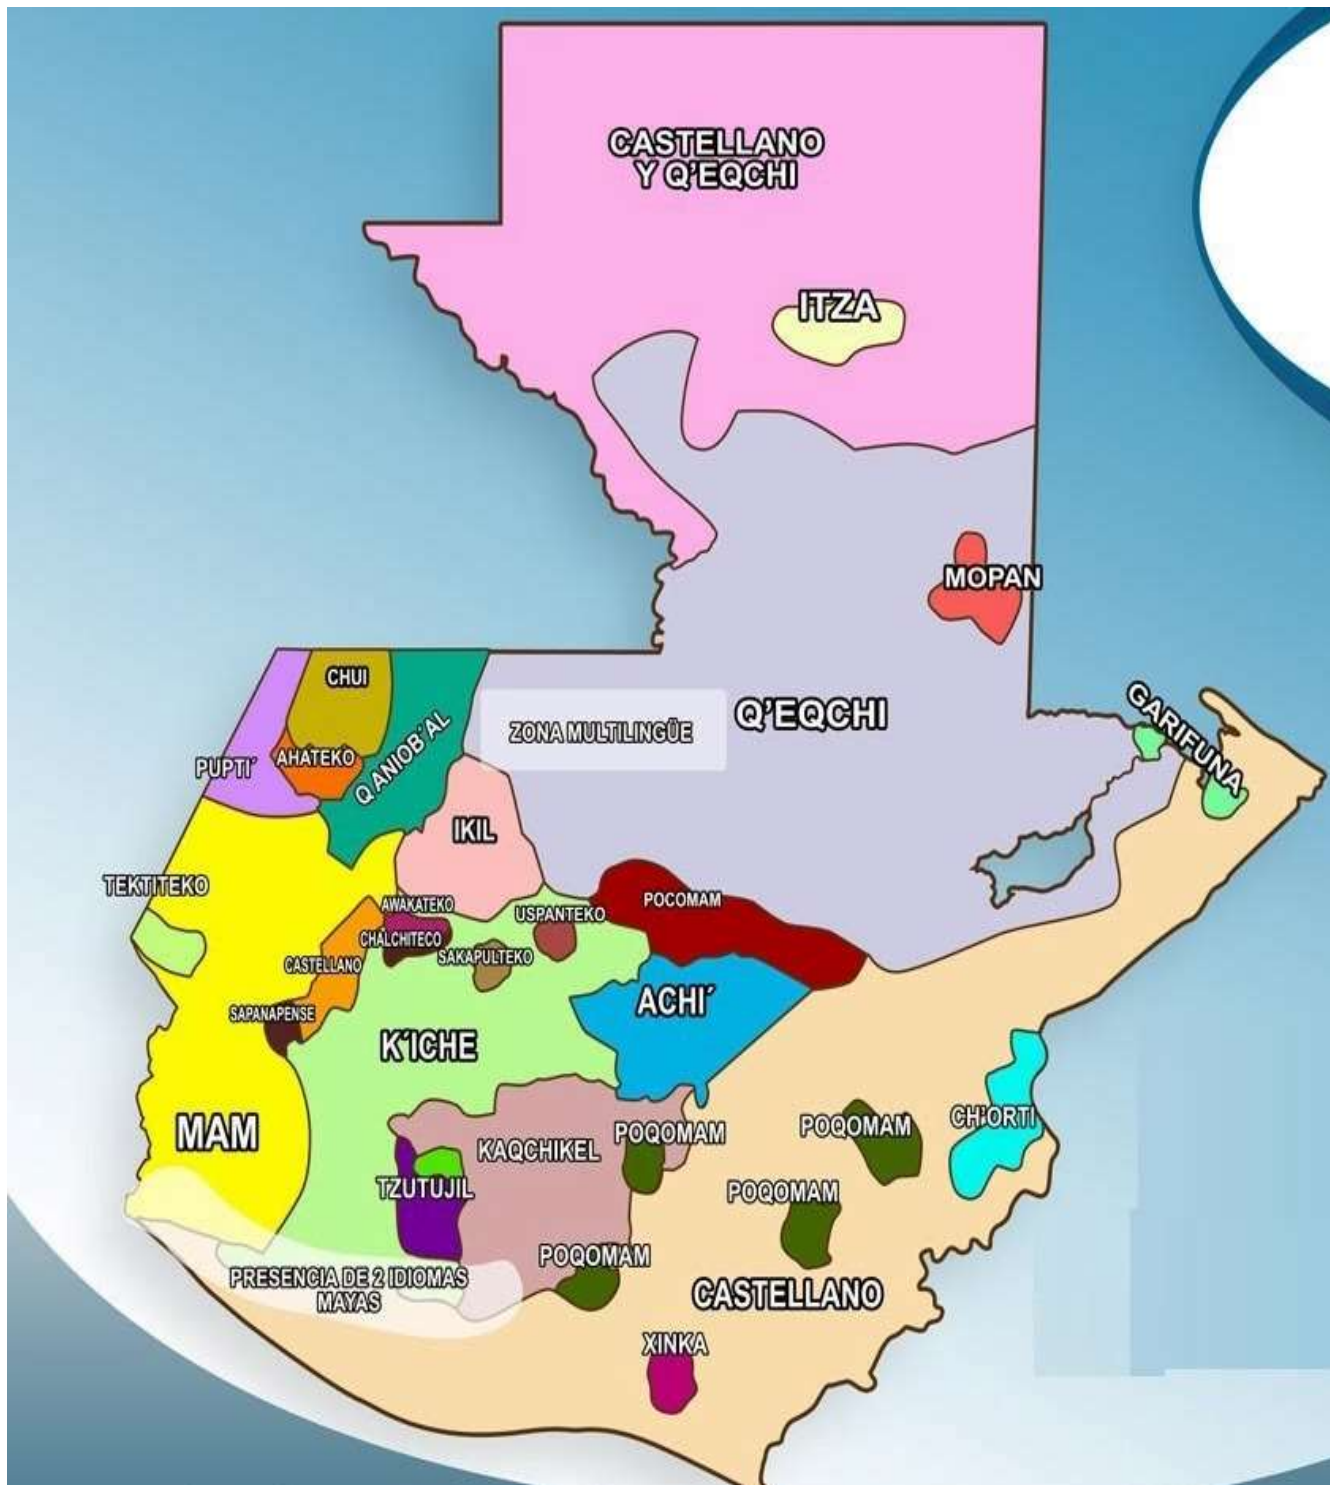 CASTELLANO
Y Q'EQCHI
ITZA
MOPAN
CHUI
GARIFUNA
Q'EQCHI
ZONA MULTILINGÜE
Q ANIOB´AL
AHATEKO
PUPTI´
IKIL
TEKTITEKO
POCOMAM
AWAKATEKO
USPANTEKO
CHALCHITECO
SAKAPULTEKO
CASTELLANO
ACHI´
SAPANAPENSE
K´ICHE
MAM
CH'ORTI
POQOMAM
POQOMAM
KAQCHIKEL
TZUTUJIL
POQOMAM
POQOMAM
PRESENCIA DE 2 IDIOMAS
MAYAS
CASTELLANO
XINKA